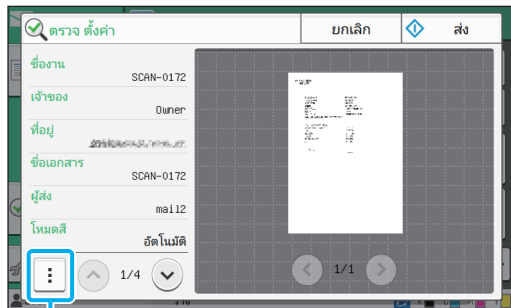 ตรวจ ตั้งค่า
ยกเลิก
ส่ง
ชื่องาน
SCAN-0172
เจ้าของ
Owner
ที่อยู่
ชื่อเอกสาร
SCAN-0172
ผู้ส่ง
mail2
โหมดสี
อัตโนมัติ
1/4
1/1